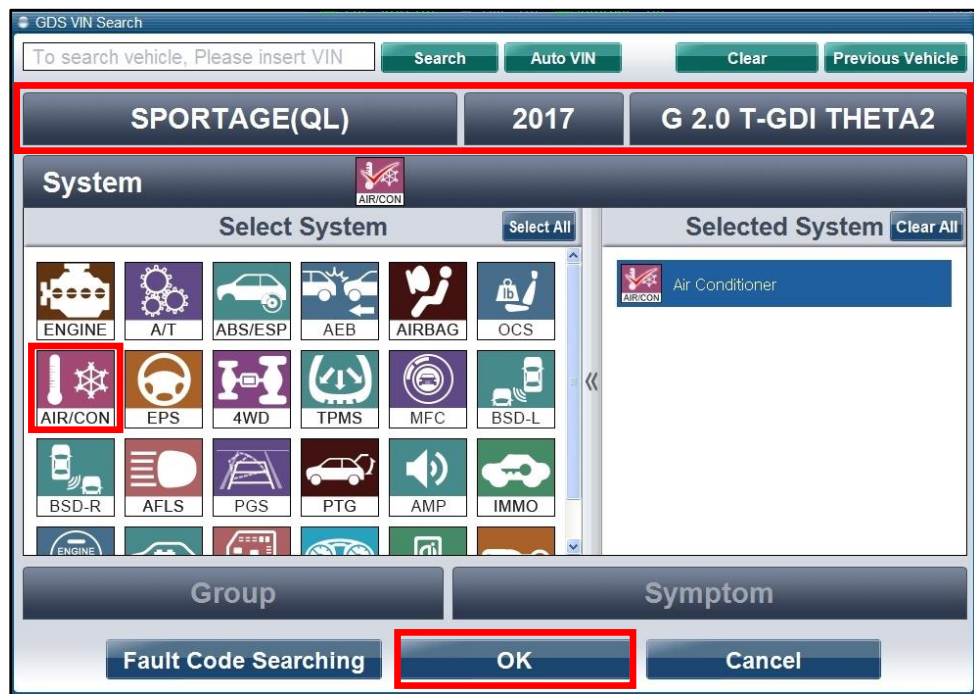 GDS VIN Search
To search vehicle, Please insert VIN
Search
Auto VIN
Clear
Previous Vehicle
SPORTAGE(QL)
2017
G 2.0 T-GDI THETA2
System
AIR/CON
Select System
Select All
Selected System
Clear All
AIR/CON
Air Conditioner
lb
ENGINE
A/T
ABS/ESP
AEB
AIRBAG
OCS
AIR/CON
EPS
4WD
TPMS
MFC
BSD-L
BSD-R
AFLS
PGS
PTG
AMP
IMMO
ENGINE
Group
Symptom
Fault Code Searching
OK
Cancel